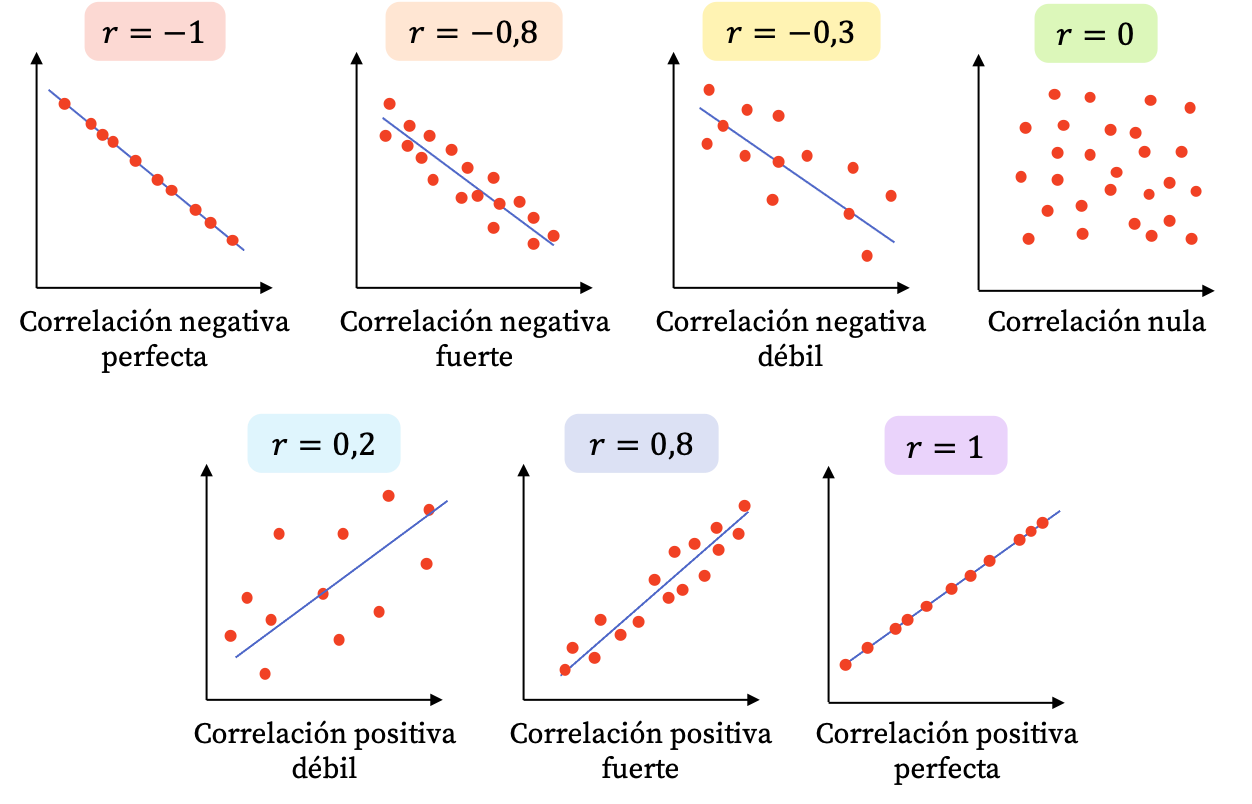 r = −1
r = −0,8
r = −0,3
r = 0
Correlación negativa
perfecta
Correlación negativa
fuerte
Correlación negativa
débil
Correlación nula
r = 0,2
r = 0,8
r = 1
Correlación positiva
débil
Correlación positiva
fuerte
Correlación positiva
perfecta